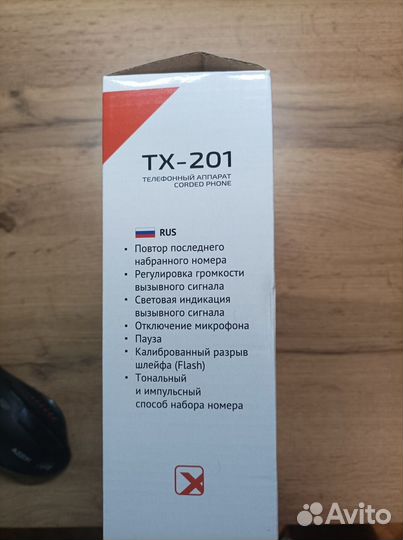 TX-201
ТЕЛЕФОННЫЙ АППАРАТ
CORDED PHONE
RUS
• Повтор последнего
набранного номера
• Регулировка громкости
вызывного сигнала
• Световая индикация
вызывного сигнала
• Отключение микрофона
• Пауза
• Калиброванный разрыв
шлейфа (Flash)
• Тональный
и импульсный
способ набора номера
X
Avito